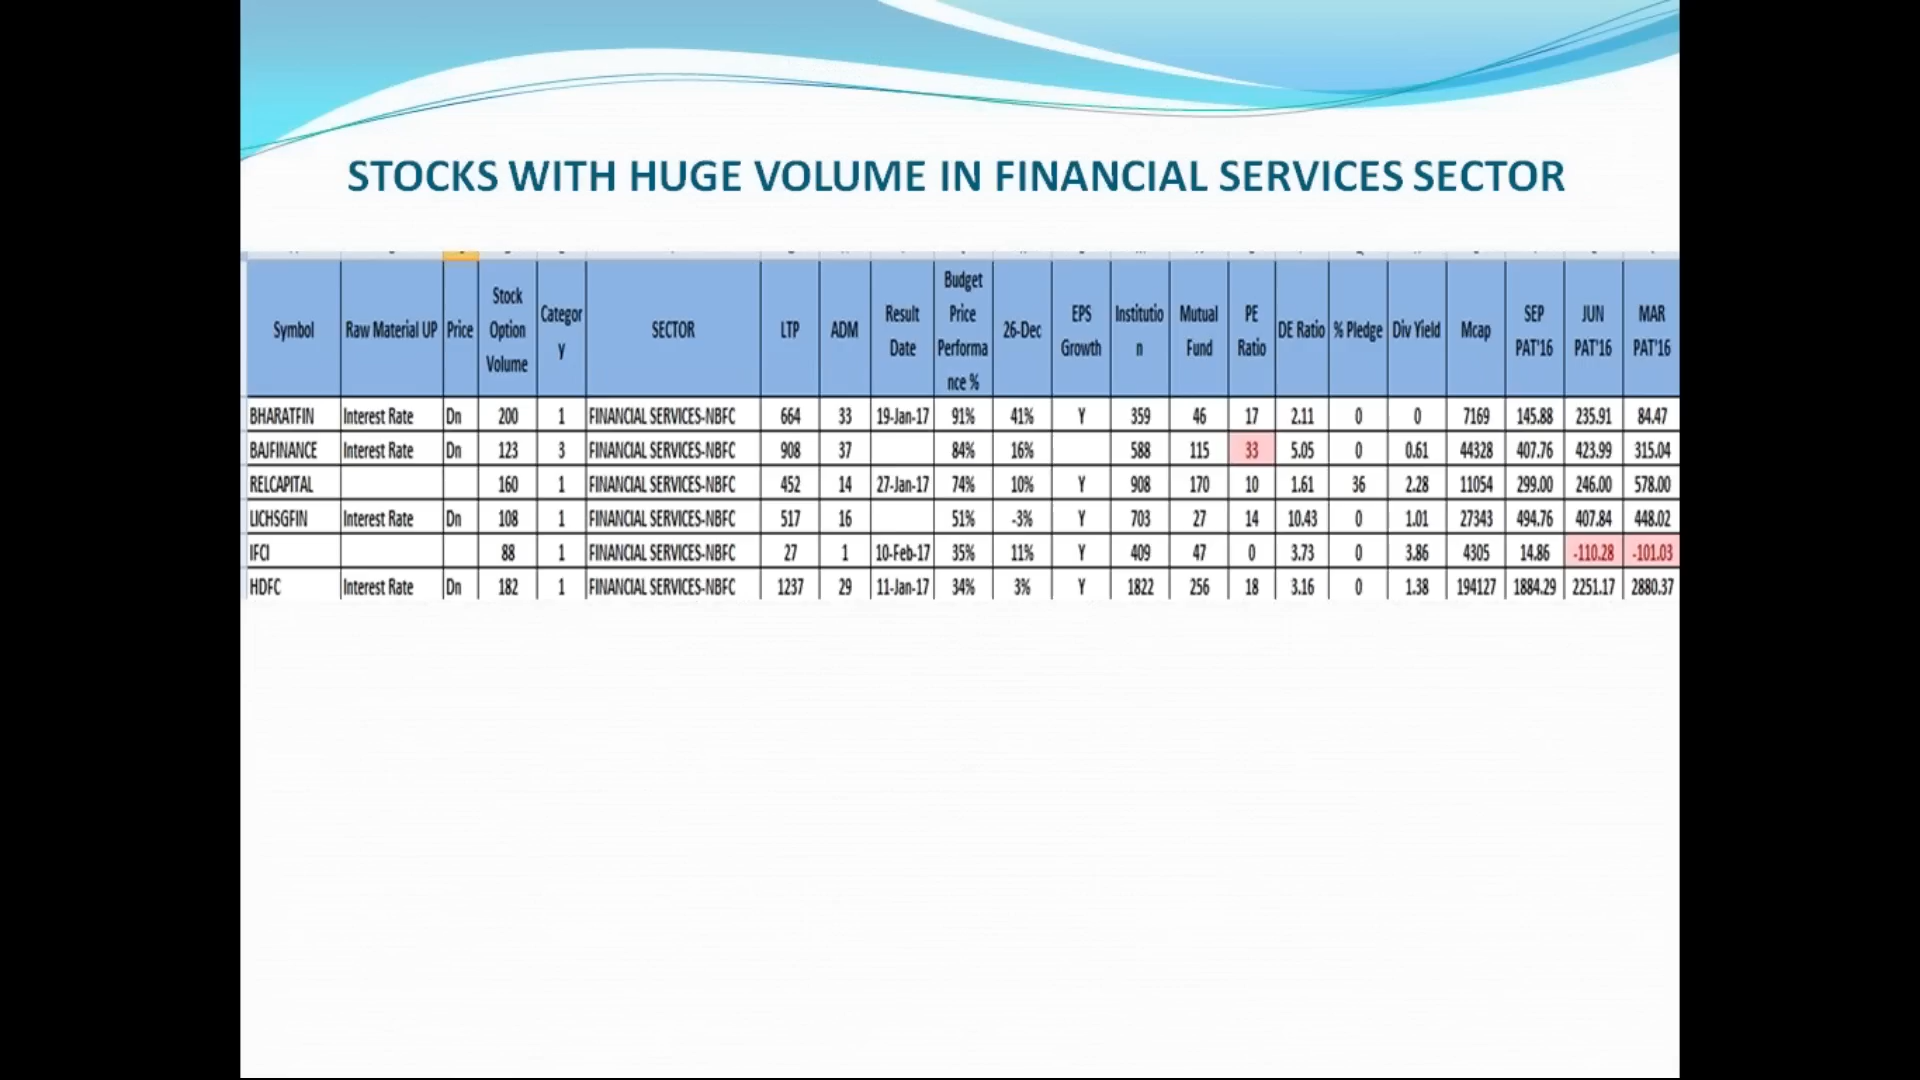 STOCKS WITH HUGE VOLUME IN FINANCIAL SERVICES SECTOR
Symbol Raw Material UP Price Stock Option Volume Category SECTOR LTP ADM Result Date Budget Price Performance % 26-Dec EPS Growth Institution Mutual Fund PE Ratio DE Ratio % Pledge Div Yield Mcap SEP PAT'16 JUN PAT'16 MAR PAT'16
BHARATFIN Interest Rate Dn 200 1 FINANCIAL SERVICES-NBFC 664 33 19-Jan-17 91% 41% Y 359 46 17 2.11 0 0 7169 145.88 235.91 84.47
BAJFINANCE Interest Rate Dn 123 3 FINANCIAL SERVICES-NBFC 908 37 84% 16% 588 115 33 5.05 0 0.61 44328 407.76 423.99 315.04
RELCAPITAL 160 1 FINANCIAL SERVICES-NBFC 452 14 27-Jan-17 74% 10% Y 908 170 10 1.61 36 2.28 11054 299.00 246.00 578.00
LICHSGFIN Interest Rate Dn 108 1 FINANCIAL SERVICES-NBFC 517 16 51% -3% Y 703 27 14 10.43 0 1.01 27343 494.76 407.84 448.02
IFCI 88 1 FINANCIAL SERVICES-NBFC 27 1 10-Feb-17 35% 11% Y 409 47 0 3.73 0 3.86 4305 14.86 -110.28 -101.03
HDFC Interest Rate Dn 182 1 FINANCIAL SERVICES-NBFC 1237 29 11-Jan-17 34% 3% Y 1822 256 18 3.16 0 1.38 194127 1884.29 2251.17 2880.37